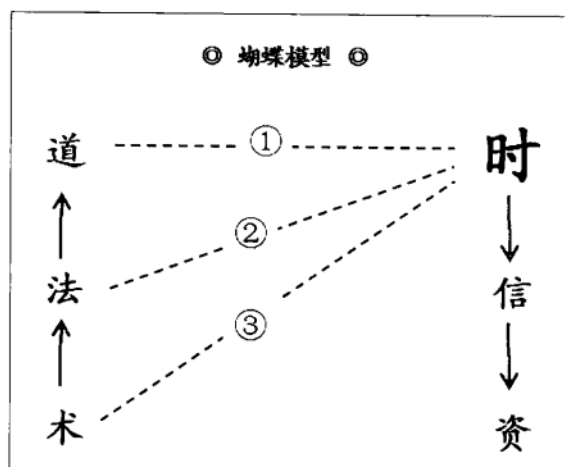 ◎ 蝴蝶模型 ◎
道 ① 时
法 ② 信
③
术 资